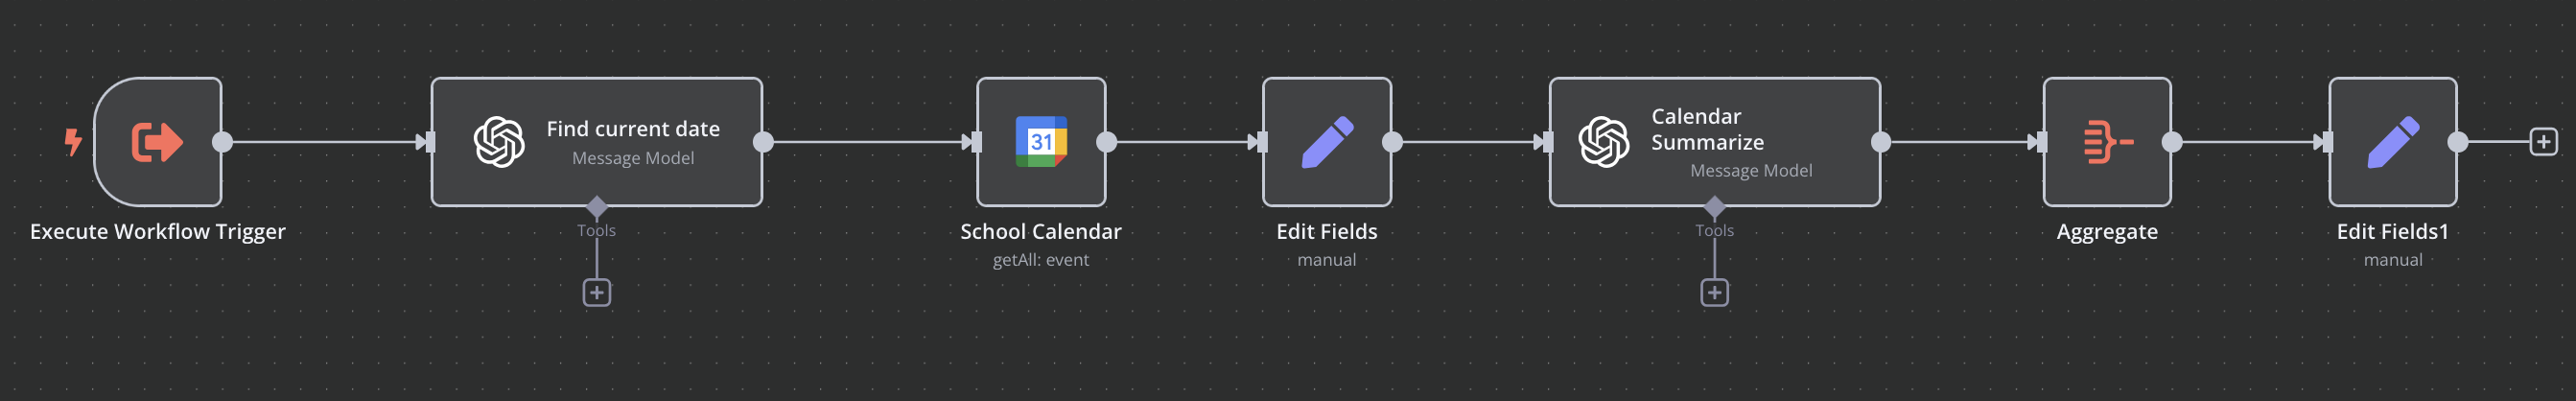 Find current date
Message Model
31
Calendar
Summarize
Message Model
Execute Workflow Trigger
Tools
School Calendar
getAll: event
Edit Fields
manual
Tools
Aggregate
Edit Fields1
manual